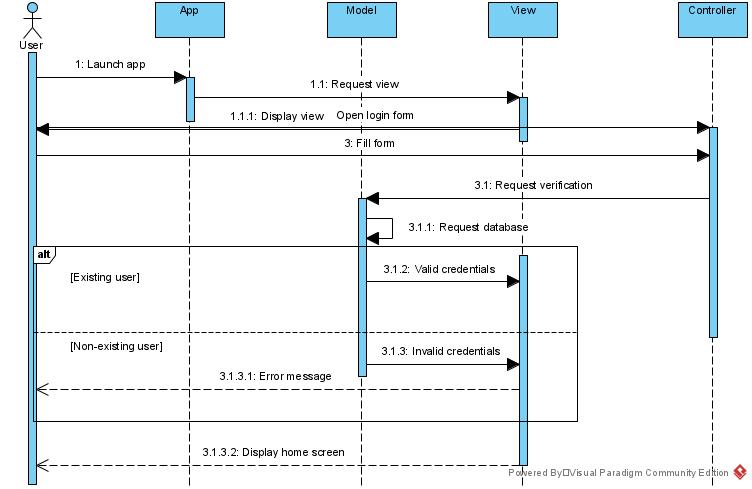 App
Model
View
Controller
User
1: Launch app
1.1: Request view
1.1.1: Display view
Open login form
3: Fill form
3.1: Request verification
3.1.1: Request database
alt
[Existing user]
3.1.2: Valid credentials
[Non-existing user]
3.1.3: Invalid credentials
3.1.3.1: Error message
3.1.3.2: Display home screen
Powered By Visual Paradigm Community Edition